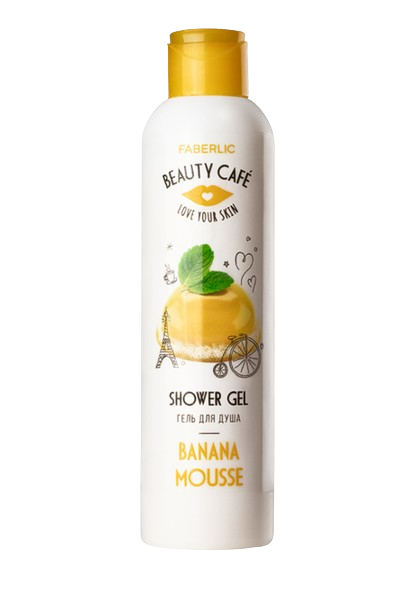 FABERLIC
BEAUTY CAFÉ
LOVE YOUR SKIN
SHOWER GEL
ГЕЛЬ ДЛЯ ДУША
BANANA
MOUSSE